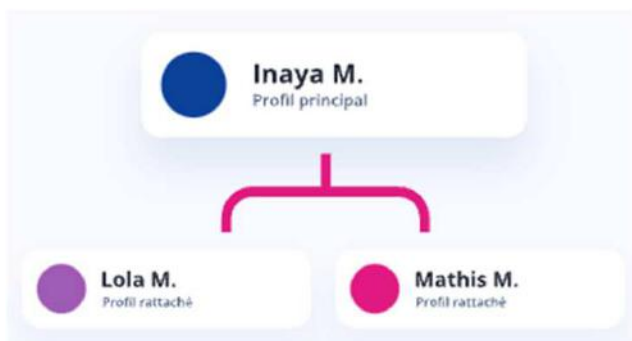 Inaya M.
Profil principal
Lola M.
Profil rattaché
Mathis M.
Profil rattaché